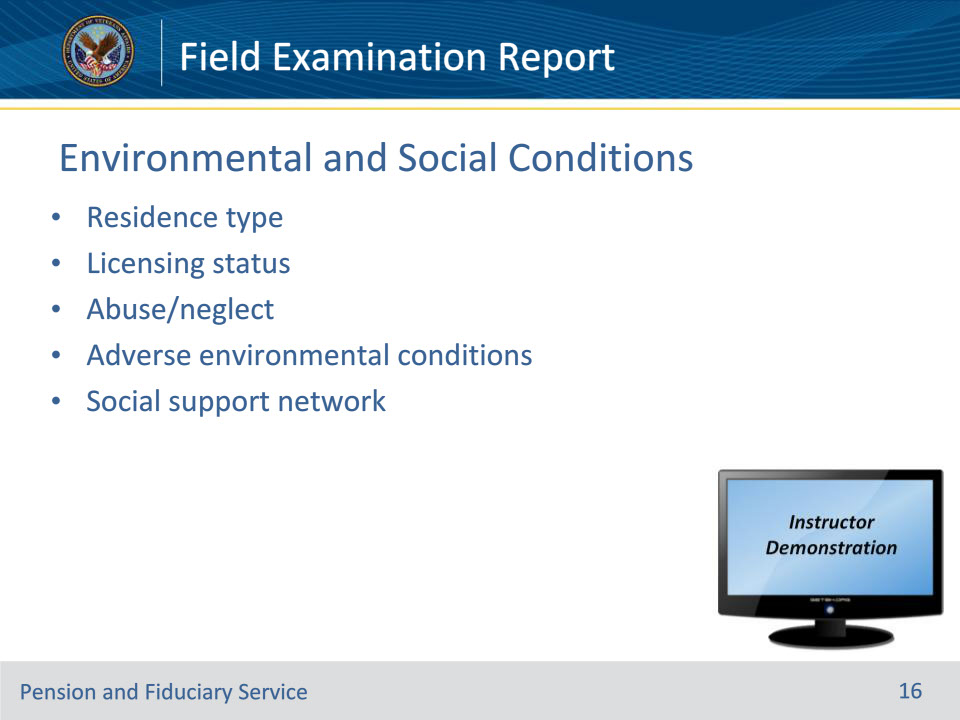 Field Examination Report
Environmental and Social Conditions
• Residence type
• Licensing status
• Abuse/neglect
• Adverse environmental conditions
• Social support network
Instructor
Demonstration
Pension and Fiduciary Service
16